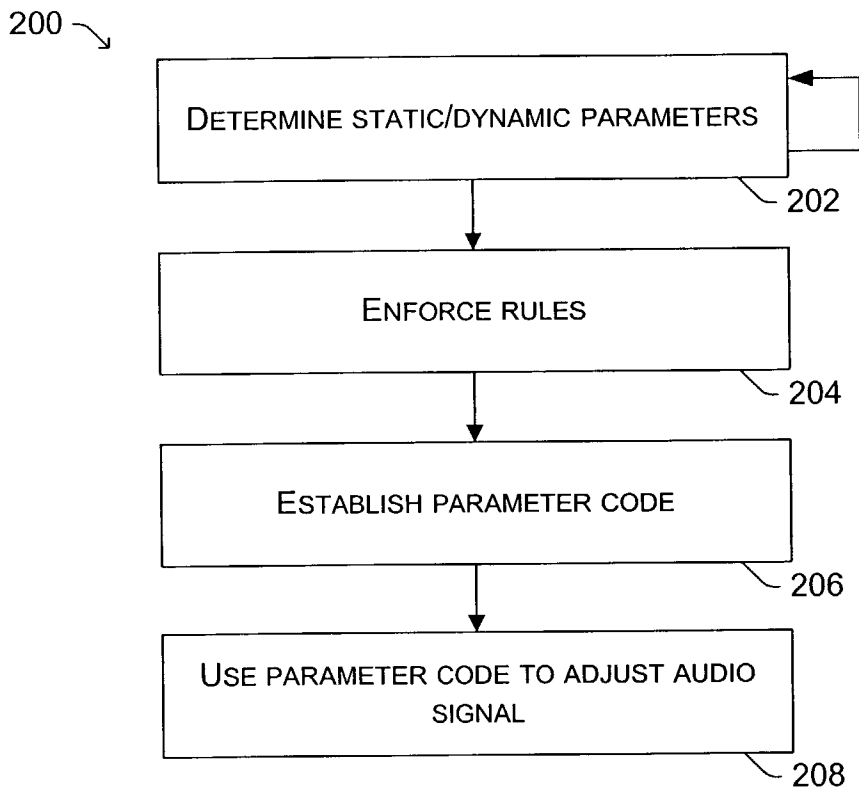 200
DETERMINE STATIC/DYNAMIC PARAMETERS
202
ENFORCE RULES
204
ESTABLISH PARAMETER CODE
206
USE PARAMETER CODE TO ADJUST AUDIO
SIGNAL
208